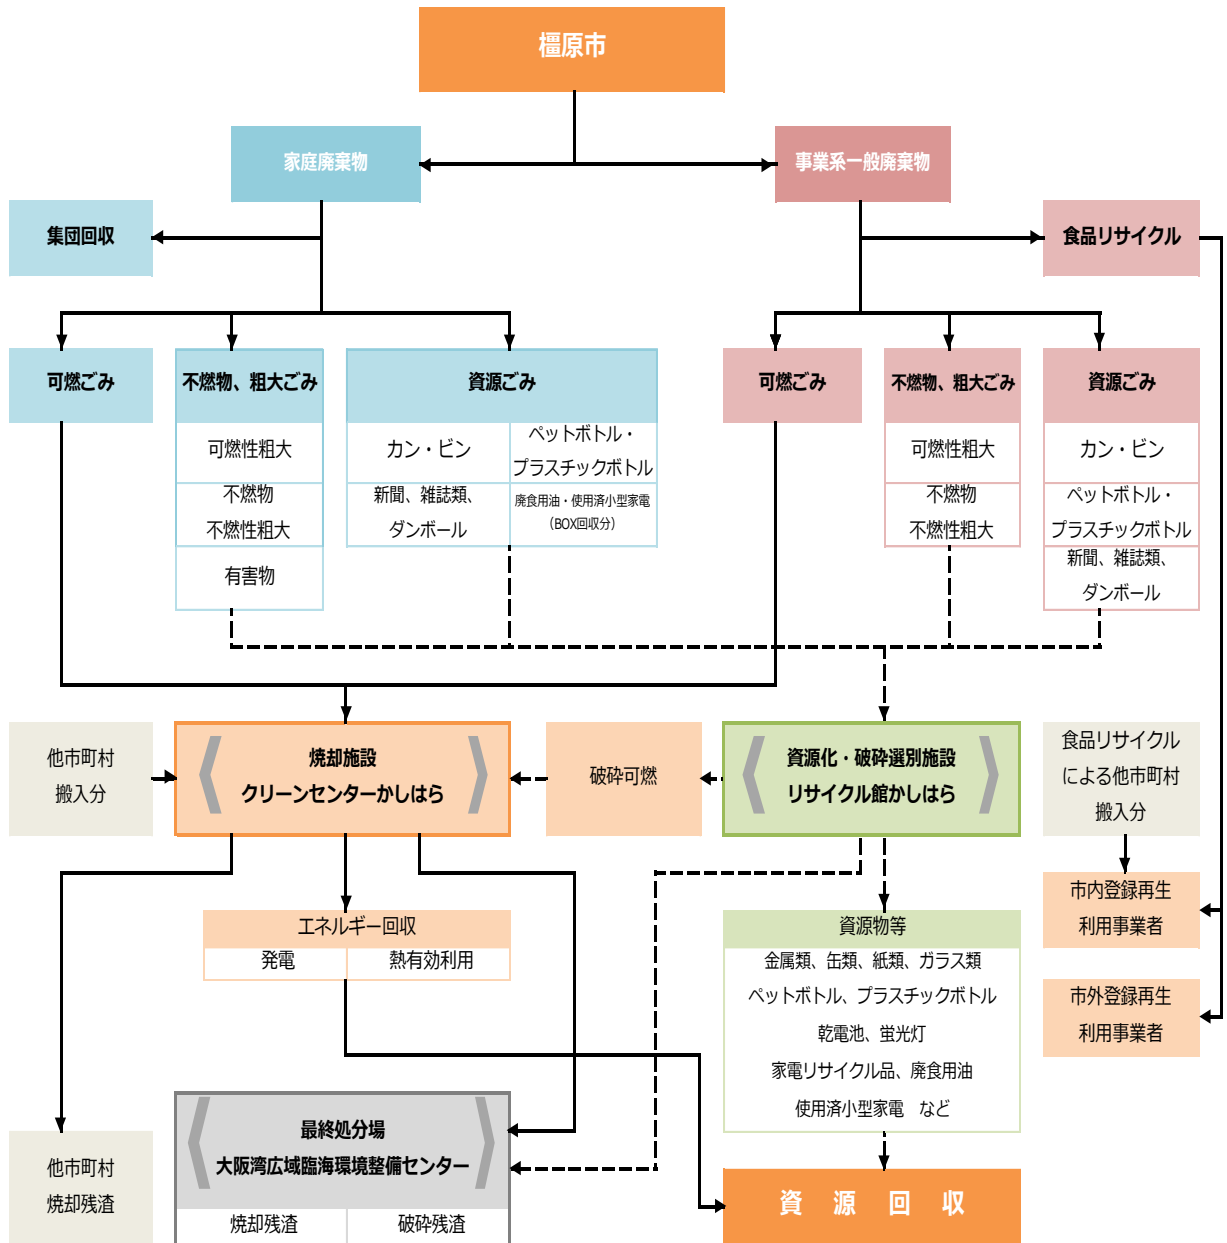 橿原市
家庭廃棄物
事業系一般廃棄物
集団回収
食品リサイクル
可燃ごみ
不燃物、粗大ごみ
可燃性粗大
不燃物
不燃性粗大
有害物
資源ごみ
カン・ビン
ペットボトル・
プラスチックボトル
新聞、雑誌類、
ダンボール
廃食用油・使用済小型家電
（BOX回収分）
可燃ごみ
不燃物、粗大ごみ
可燃性粗大
不燃物
不燃性粗大
資源ごみ
カン・ビン
ペットボトル・
プラスチックボトル
新聞、雑誌類、
ダンボール
他市町村
搬入分
焼却施設
クリーンセンターかしはら
破砕可燃
資源化・破砕選別施設
リサイクル館かしはら
食品リサイクル
による他市町村
搬入分
市内登録再生
利用事業者
エネルギー回収
発電
熱有効利用
資源物等
金属類、缶類、紙類、ガラス類
ペットボトル、プラスチックボトル
乾電池、蛍光灯
家電リサイクル品、廃食用油
使用済小型家電　など
市外登録再生
利用事業者
他市町村
焼却残渣
最終処分場
大阪湾広域臨海環境整備センター
焼却残渣
破砕残渣
資　源　回　収